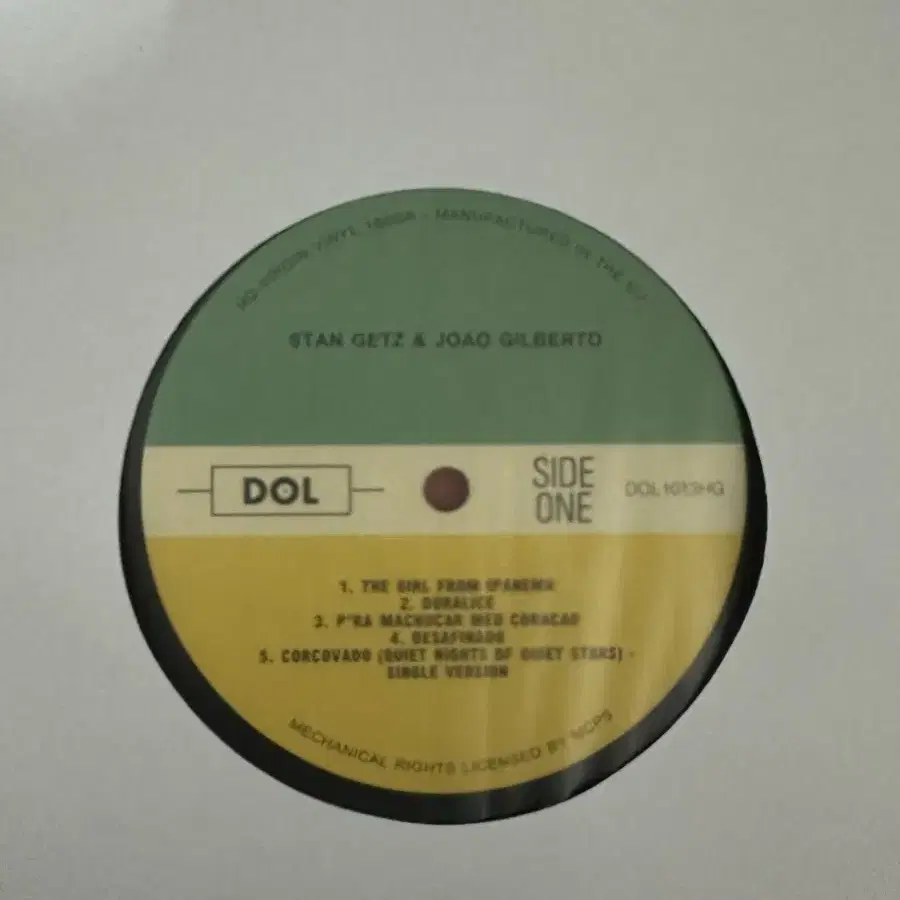 HQ-VIRGIN VINYL 180GR - MANUFACTURED IN THE EU
STAN GETZ & JOAO GILBERTO
DOL
SIDE ONE
DOL1013HG
1. THE GIRL FROM IPANEMA
2. DORALICE
3. P'RA MACHUCAR MEU CORACAO
4. DESAFINADO
5. CORCOVADO (QUIET NIGHTS OF QUIET STARS) -
SINGLE VERSION
MECHANICAL RIGHTS LICENSED BY MCPS